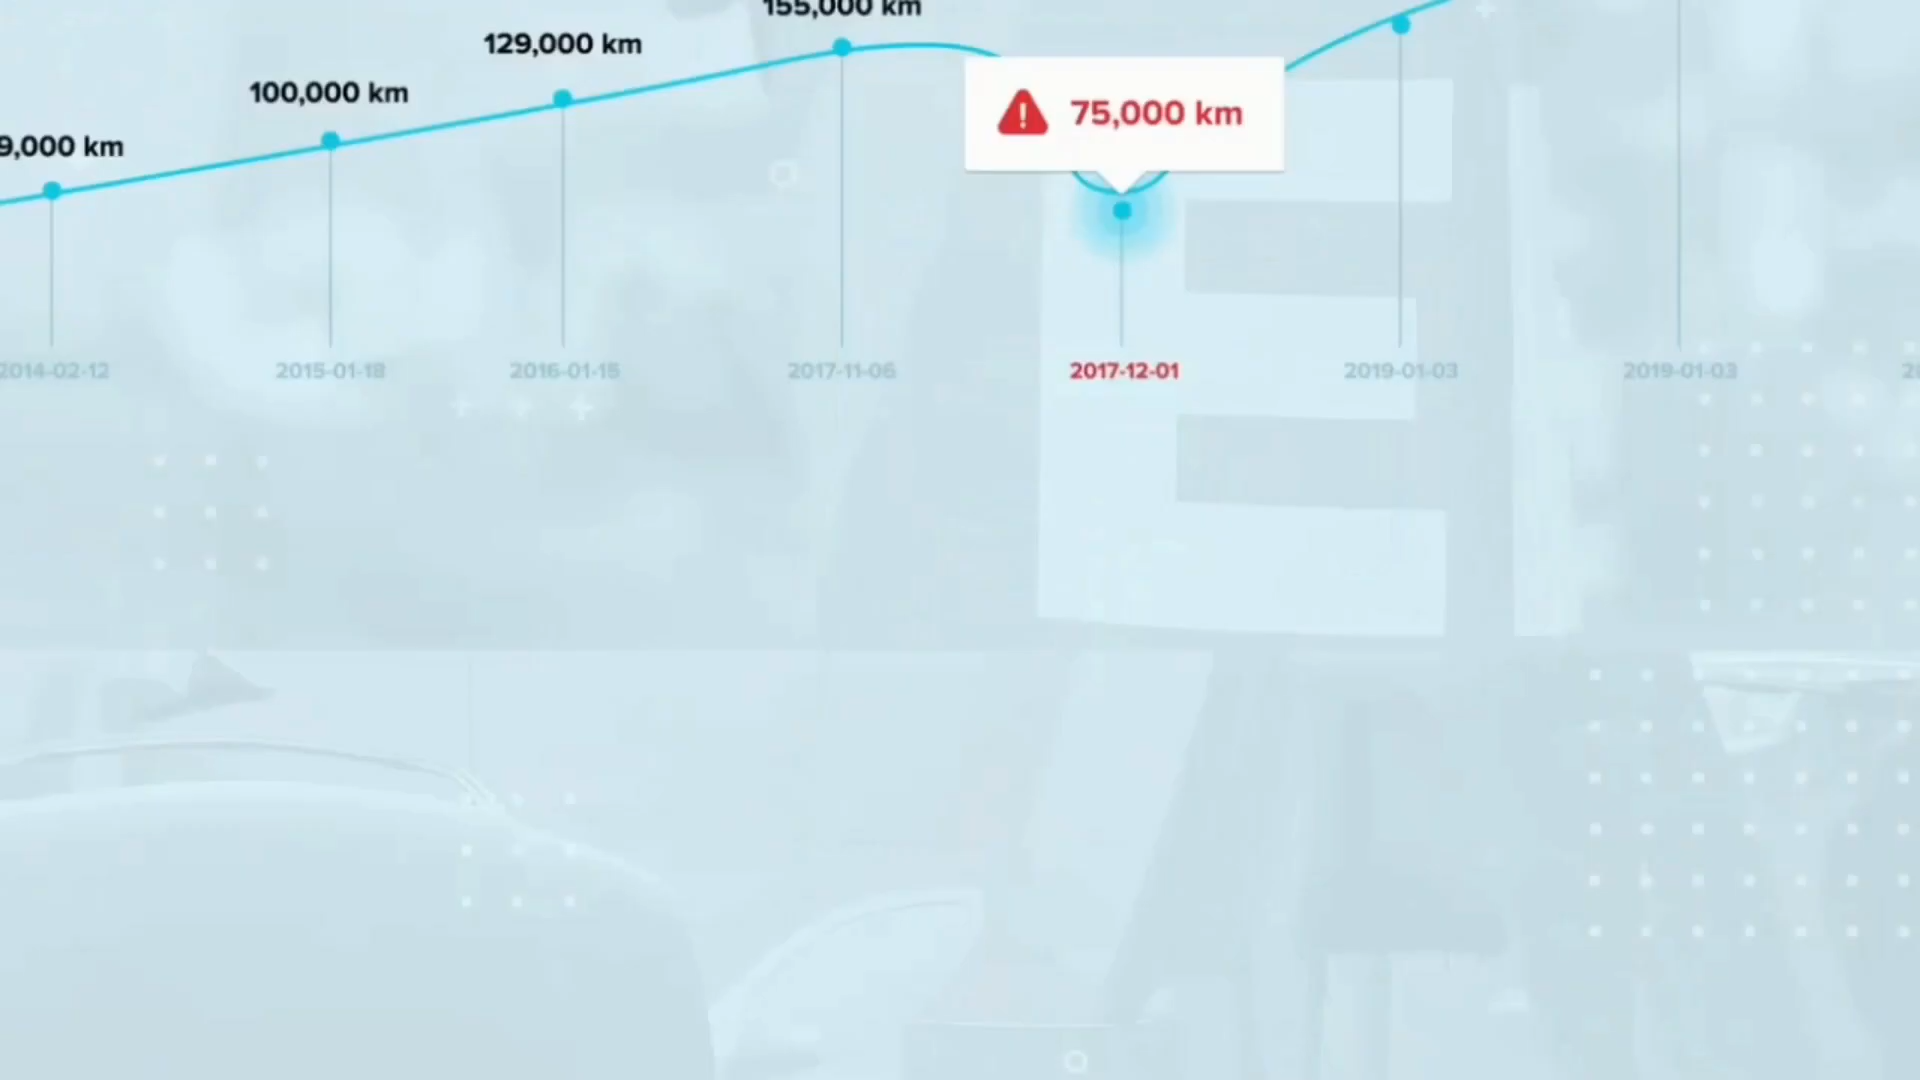 155,000 km
129,000 km
100,000 km
9,000 km
75,000 km
2014-02-12
2015-01-18
2016-01-15
2017-11-06
2017-12-01
2019-01-03
2019-01-03